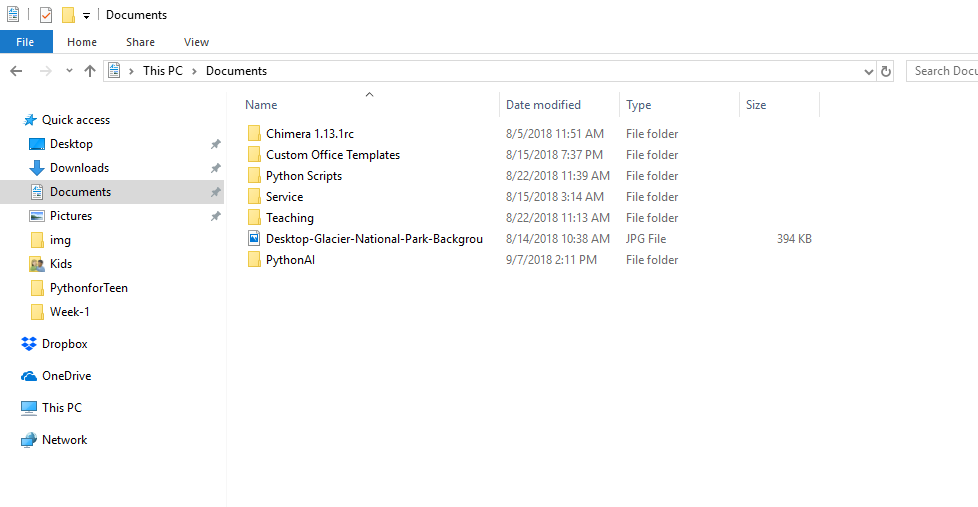 Documents
File Home Share View
This PC Documents Search Docu
Name Date modified Type Size
Quick access
Desktop
Downloads
Documents
Pictures
img
Kids
PythonforTeen
Week-1
Dropbox
OneDrive
This PC
Network
Chimera 1.13.1rc 8/5/2018 11:51 AM File folder
Custom Office Templates 8/15/2018 7:37 PM File folder
Python Scripts 8/22/2018 11:39 AM File folder
Service 8/15/2018 3:14 AM File folder
Teaching 8/22/2018 11:13 AM File folder
Desktop-Glacier-National-Park-Backgrou 8/14/2018 10:38 AM JPG File 394 KB
PythonAI 9/7/2018 2:11 PM File folder